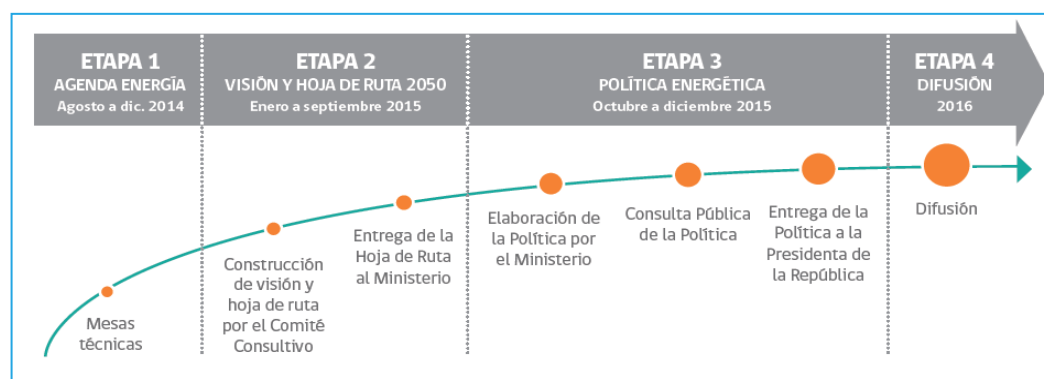 ETAPA 1
AGENDA ENERGÍA
Agosto a dic. 2014
ETAPA 2
VISIÓN Y HOJA DE RUTA 2050
Enero a septiembre 2015
ETAPA 3
POLÍTICA ENERGÉTICA
Octubre a diciembre 2015
ETAPA 4
DIFUSIÓN
2016
Mesas
técnicas
Construcción
de visión y
hoja de ruta
por el Comité
Consultivo
Entrega de la
Hoja de Ruta
al Ministerio
Elaboración de
la Política por
el Ministerio
Consulta Pública
de la Política
Entrega de la
Política a la
Presidenta de
la República
Difusión